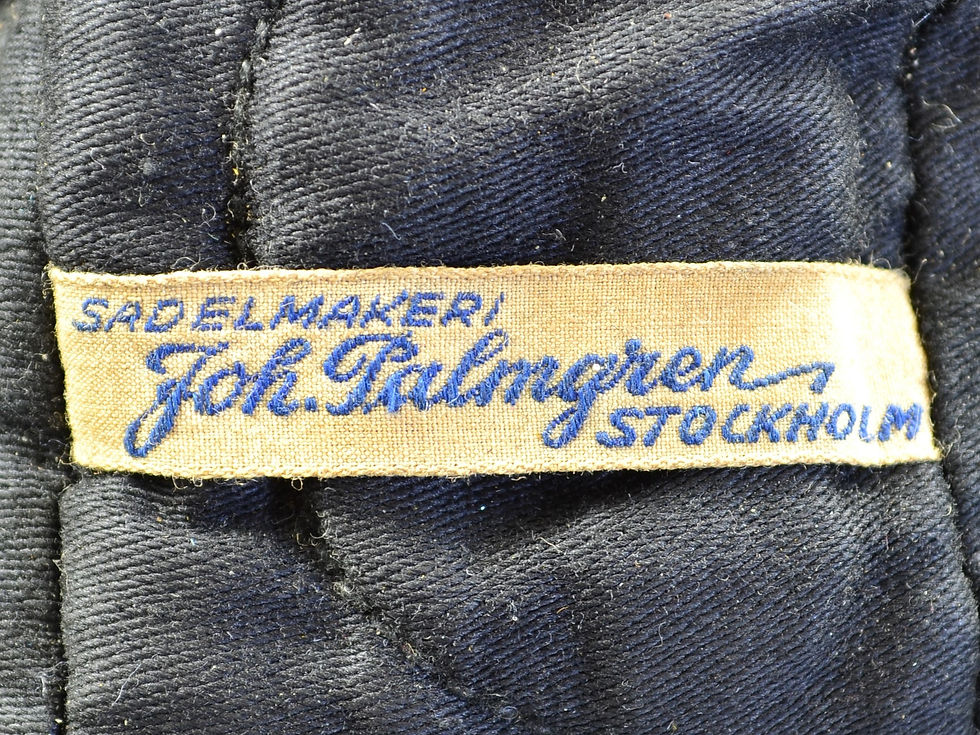 SADELMAKERI
Joh. Palmgren
STOCKHOLM